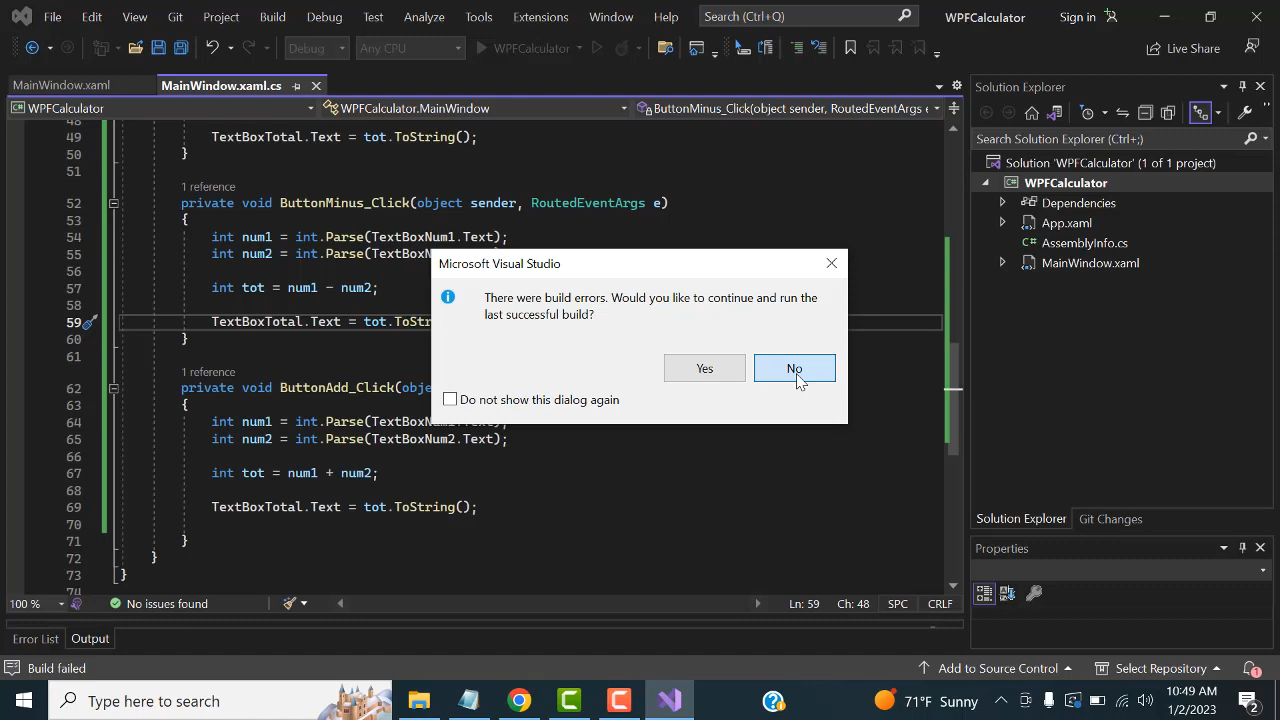 File Edit View Git Project Build Debug Test Analyze Tools Extensions Window Help Search (Ctrl+Q) WPFCalculator Sign in
Debug Any CPU WPFCalculator Live Share
MainWindow.xaml MainWindow.xaml.cs
WPFCalculator WPFCalculator.MainWindow ButtonMinus_Click(object sender, RoutedEventArgs e
48
49 TextBoxTotal.Text = tot.ToString();
50 }
51
1 reference
52 private void ButtonMinus_Click(object sender, RoutedEventArgs e)
53 {
54 int num1 = int.Parse(TextBoxNum1.Text);
55 int num2 = int.Parse(TextBoxN
56
57 int tot = num1 - num2;
58
59 TextBoxTotal.Text = tot.ToStr
60 }
61
1 reference
62 private void ButtonAdd_Click(obje
63 {
64 int num1 = int.Parse(TextBoxNum1.Text);
65 int num2 = int.Parse(TextBoxNum2.Text);
66
67 int tot = num1 + num2;
68
69 TextBoxTotal.Text = tot.ToString();
70
71 }
72 }
73 }
74
Microsoft Visual Studio
There were build errors. Would you like to continue and run the
last successful build?
Yes No
Do not show this dialog again
100 % No issues found Ln: 59 Ch: 48 SPC CRLF
Error List Output
Solution Explorer
Search Solution Explorer (Ctrl+;)
Solution 'WPFCalculator' (1 of 1 project)
WPFCalculator
Dependencies
App.xaml
AssemblyInfo.cs
MainWindow.xaml
Solution Explorer Git Changes
Properties
Build failed Add to Source Control Select Repository 1
Type here to search 71°F Sunny 10:49 AM
1/2/2023 2